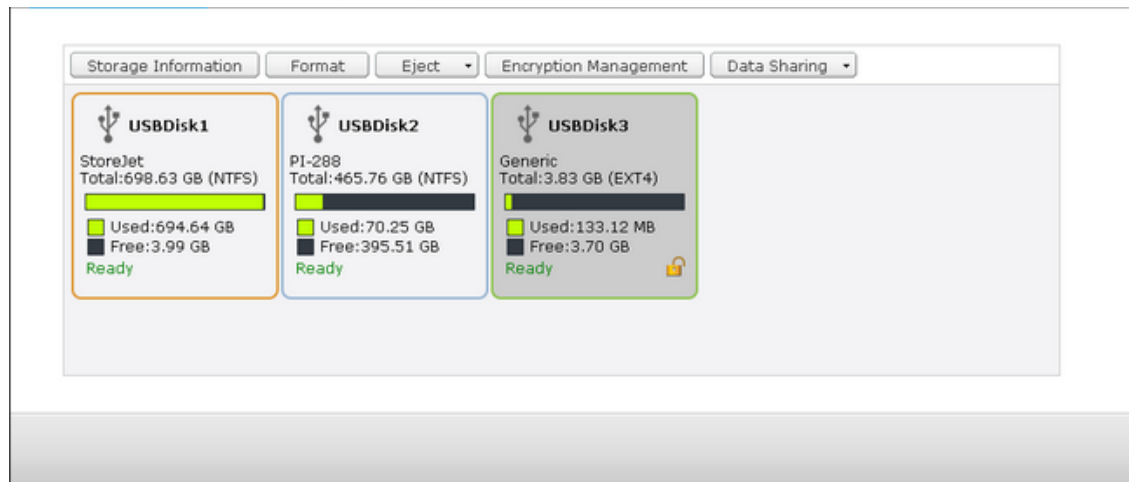 Storage Information Format Eject Encryption Management Data Sharing
USBDisk1
StoreJet
Total:698.63 GB (NTFS)
Used:694.64 GB
Free:3.99 GB
Ready
USBDisk2
PI-288
Total:465.76 GB (NTFS)
Used:70.25 GB
Free:395.51 GB
Ready
USBDisk3
Generic
Total:3.83 GB (EXT4)
Used:133.12 MB
Free:3.70 GB
Ready